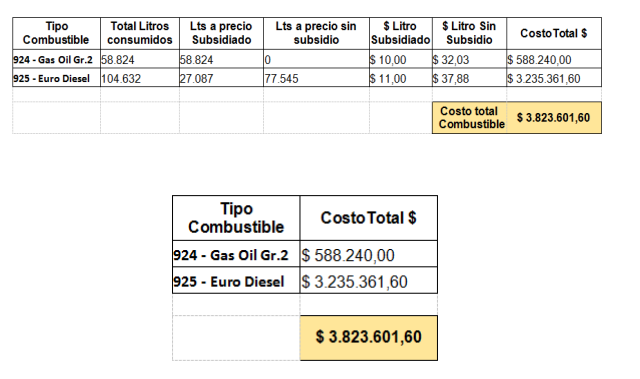 Tipo Combustible Total Litros consumidos Lts a precio Subsidiado Lts a precio sin subsidio $ Litro Subsidiado $ Litro Sin Subsidio Costo Total $
924 - Gas Oil Gr.2 58.824 58.824 0 $ 10,00 $ 32,03 $ 588.240,00
925 - Euro Diesel 104.632 27.087 77.545 $ 11,00 $ 37,88 $ 3.235.361,60
Costo total Combustible $ 3.823.601,60
Tipo Combustible Costo Total $
924 - Gas Oil Gr.2 $ 588.240,00
925 - Euro Diesel $ 3.235.361,60
$ 3.823.601,60